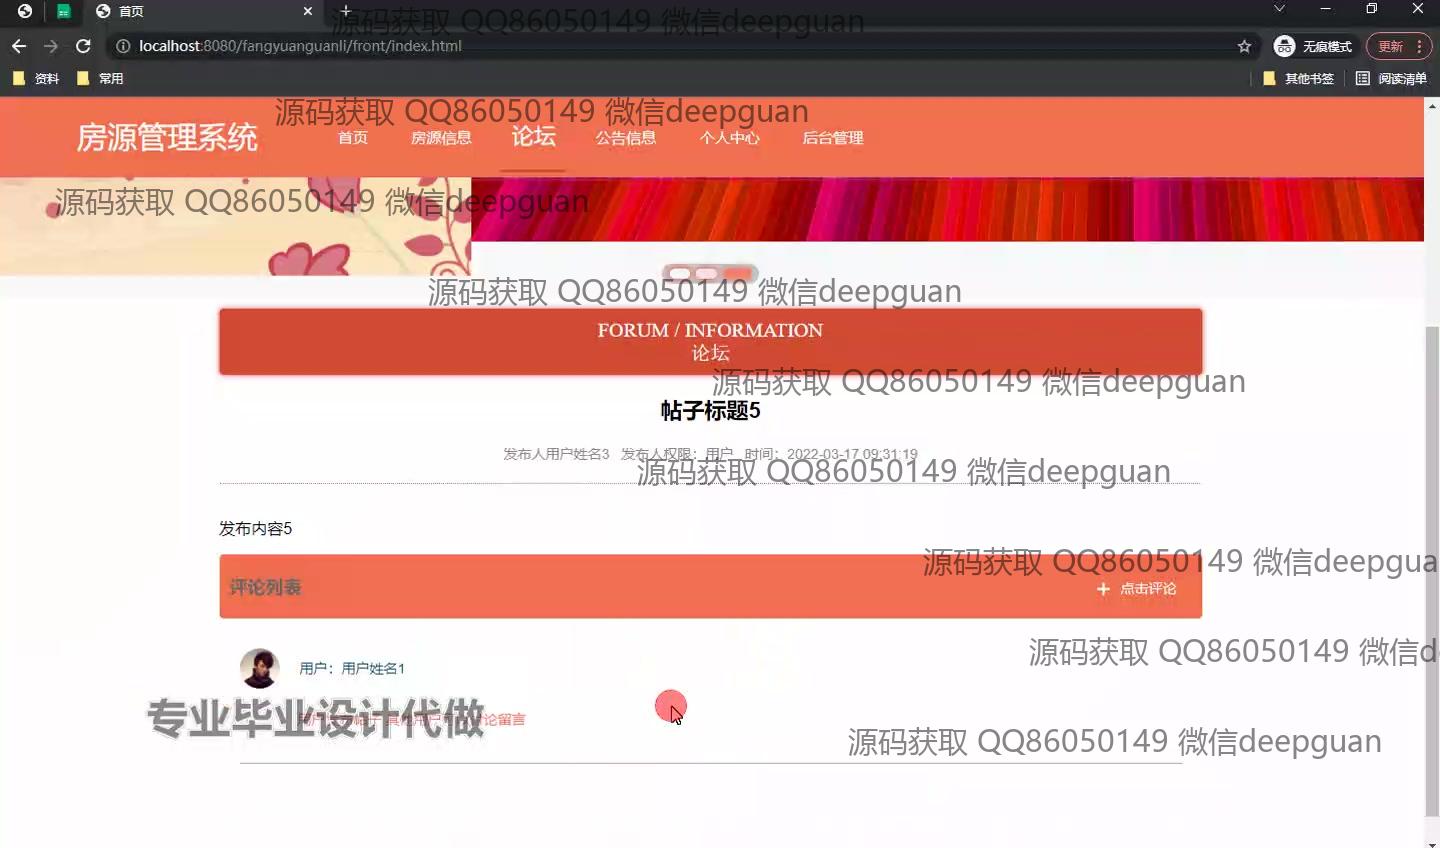 首页
localhost:8080/fangyuanguanli/front/index.html
无痕模式
更新
资料
常用
其他书签
阅读清单
源码获取 QQ86050149 微信deepguan
源码获取 QQ86050149 微信deepguan
房源管理系统
首页
房源信息
论坛
公告信息
个人中心
后台管理
源码获取 QQ86050149 微信deepguan
源码获取 QQ86050149 微信deepguan
FORUM / INFORMATION
论坛
源码获取 QQ86050149 微信deepguan
帖子标题5
发布人用户姓名3 发布人权限：用户 时间：2022-03-17 09:31:19
源码获取 QQ86050149 微信deepguan
发布内容5
源码获取 QQ86050149 微信deepgua
评论列表
+ 点击评论
源码获取 QQ86050149 微信d
用户：用户姓名1
专业毕业设计代做
论留言
源码获取 QQ86050149 微信deepguan